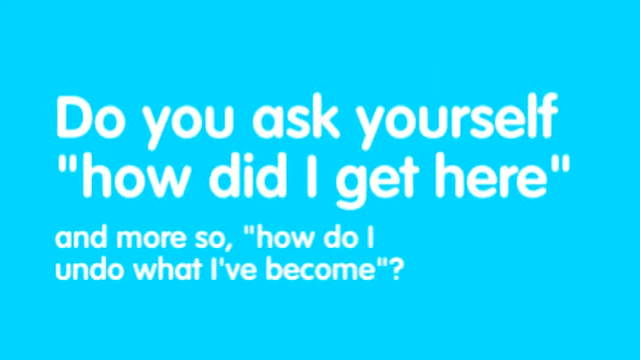 Do you ask yourself
"how did I get here"
and more so, "how do I
undo what I've become"?